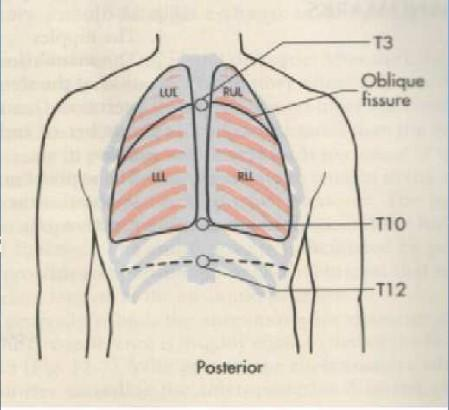 T3
Oblique
fissure
LUL
RUL
LLL
RLL
T10
T12
Posterior